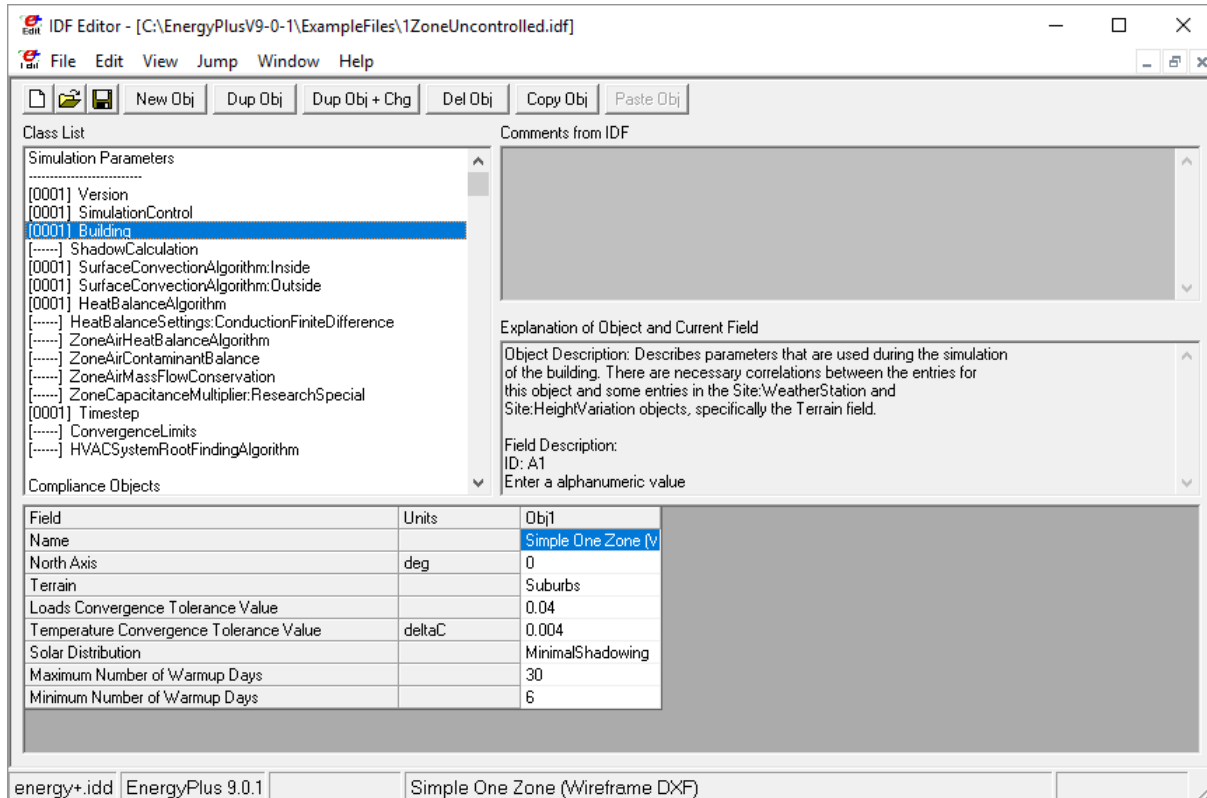 IDF Editor - [C:\EnergyPlusV9-0-1\ExampleFiles\1ZoneUncontrolled.idf]
File Edit View Jump Window Help
New Obj Dup Obj Dup Obj + Chg Del Obj Copy Obj Paste Obj
Class List
Simulation Parameters
---------------------------
[0001] Version
[0001] SimulationControl
[0001] Building
[------] ShadowCalculation
[0001] SurfaceConvectionAlgorithm:Inside
[0001] SurfaceConvectionAlgorithm:Outside
[0001] HeatBalanceAlgorithm
[------] HeatBalanceSettings:ConductionFiniteDifference
[------] ZoneAirHeatBalanceAlgorithm
[------] ZoneAirContaminantBalance
[------] ZoneAirMassFlowConservation
[------] ZoneCapacitanceMultiplier:ResearchSpecial
[0001] Timestep
[------] ConvergenceLimits
[------] HVACSystemRootFindingAlgorithm
Compliance Objects
Comments from IDF
Explanation of Object and Current Field
Object Description: Describes parameters that are used during the simulation
of the building. There are necessary correlations between the entries for
this object and some entries in the Site:WeatherStation and
Site:HeightVariation objects, specifically the Terrain field.
Field Description:
ID: A1
Enter a alphanumeric value
Field Units Obj1
Name Simple One Zone (V
North Axis deg 0
Terrain Suburbs
Loads Convergence Tolerance Value 0.04
Temperature Convergence Tolerance Value deltaC 0.004
Solar Distribution MinimalShadowing
Maximum Number of Warmup Days 30
Minimum Number of Warmup Days 6
energy+.idd EnergyPlus 9.0.1 Simple One Zone (Wireframe DXF)